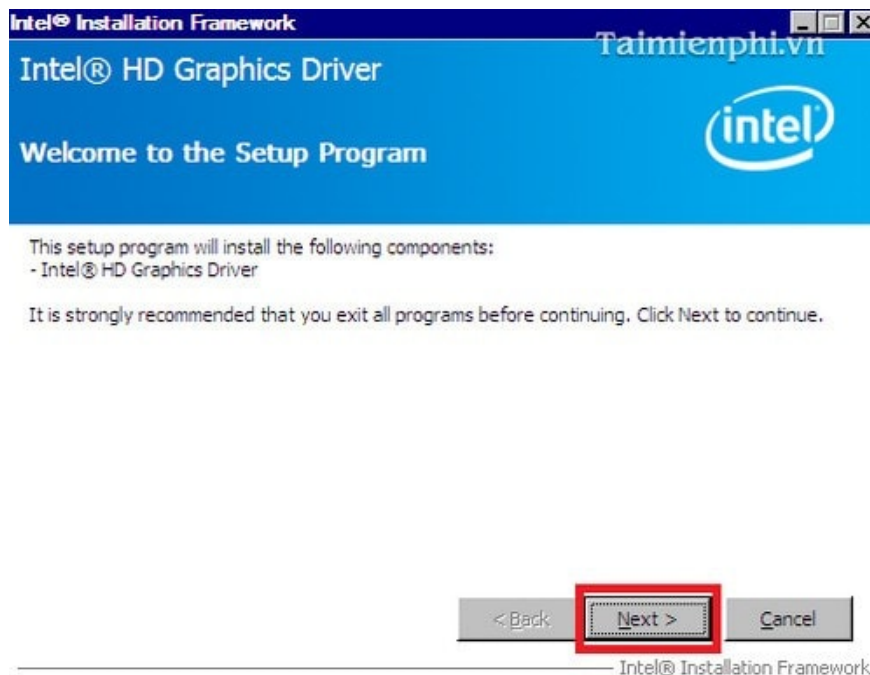 Intel® Installation Framework
Taimienphi.vn
Intel® HD Graphics Driver
intel
Welcome to the Setup Program
This setup program will install the following components:
- Intel® HD Graphics Driver
It is strongly recommended that you exit all programs before continuing. Click Next to continue.
< Back Next > Cancel
Intel® Installation Framework